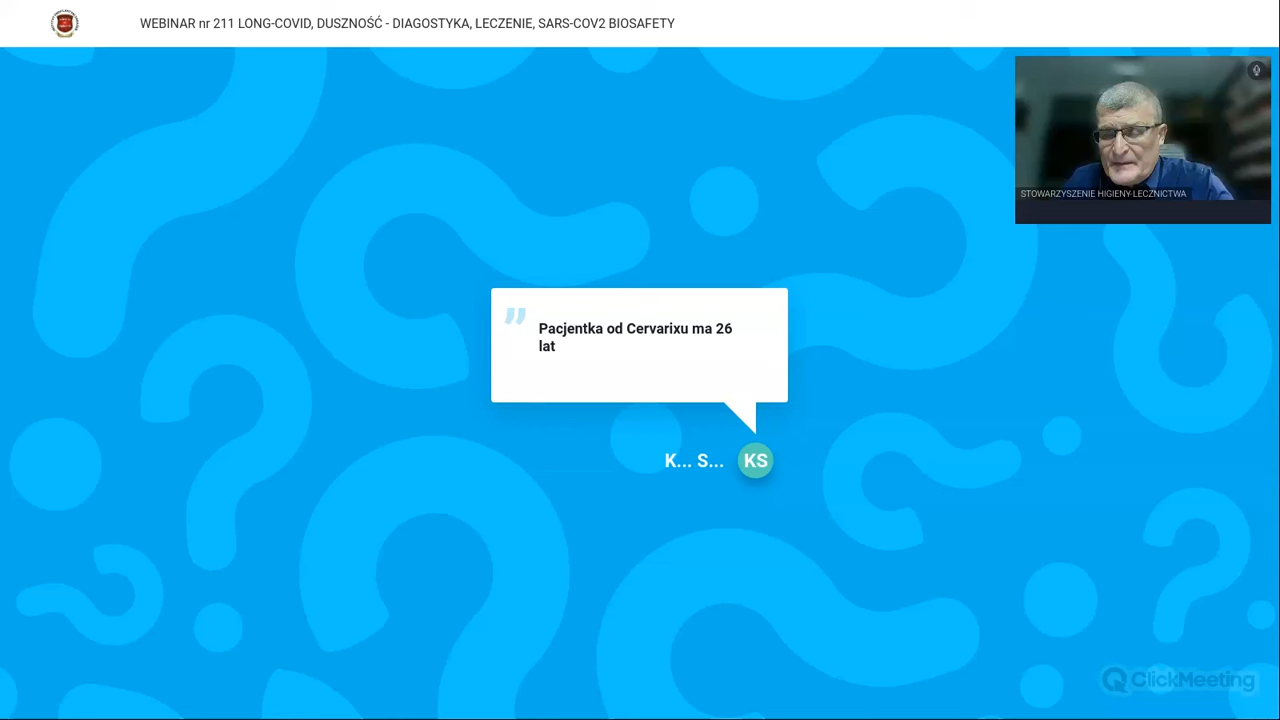 WEBINAR nr 211 LONG-COVID, DUSZNOŚĆ - DIAGOSTYKA, LECZENIE, SARS-COV2 BIOSAFETY
STOWARZYSZENIE HIGIENY LECZNICTWA
Pacjentka od Cervarixu ma 26
lat
K... S... KS
ClickMeeting